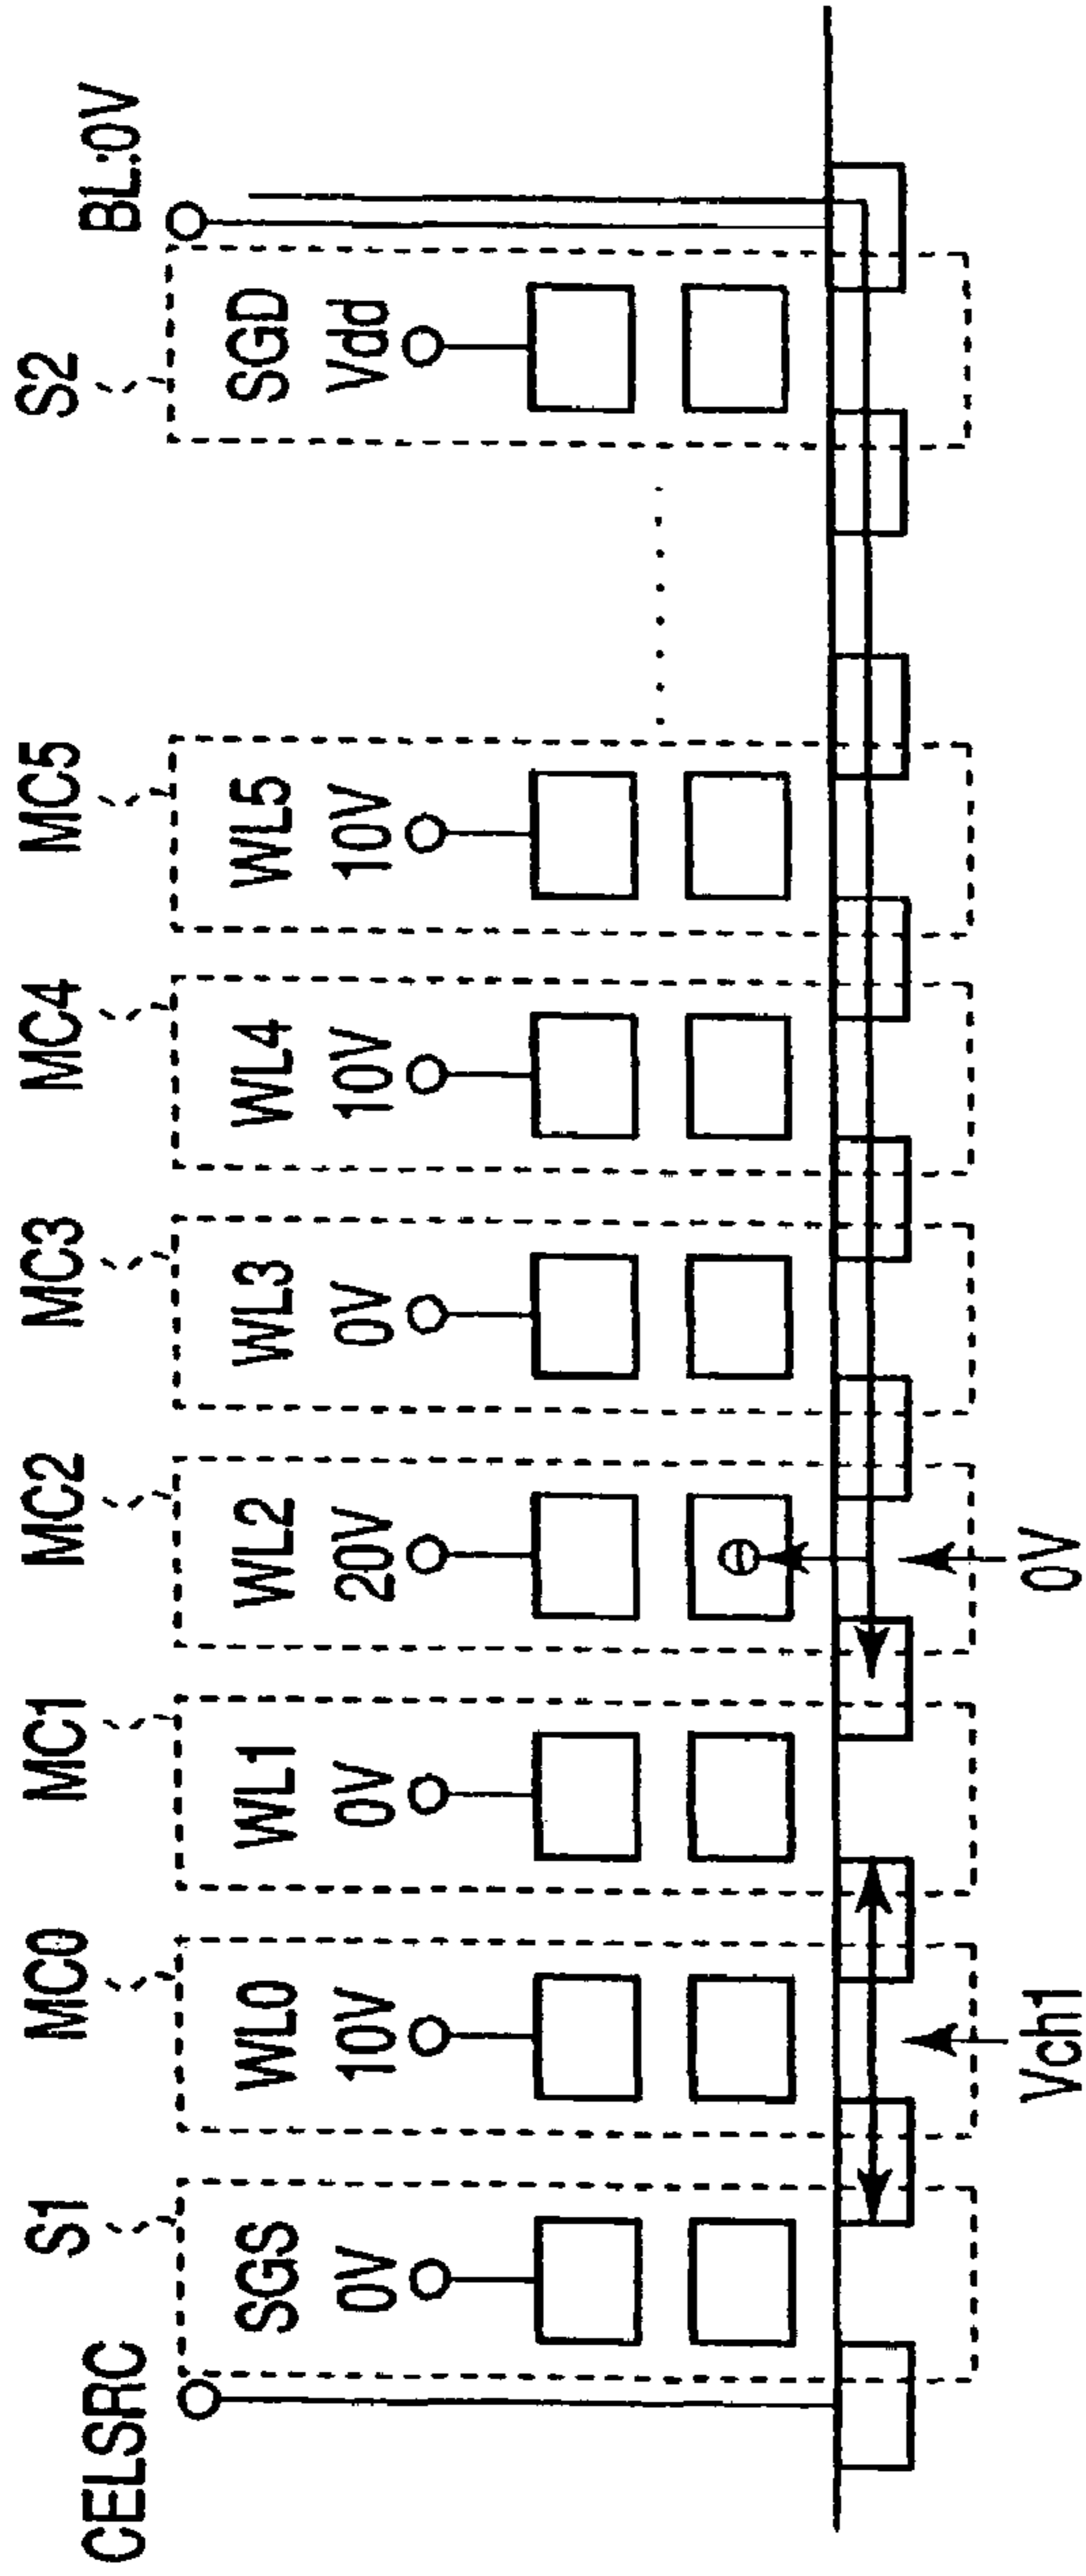 CELSRC
S1
MC0
MC1
MC2
MC3
MC4
MC5
S2
BL:0V
SGS
0V
WL0
10V
WL1
0V
WL2
20V
WL3
0V
WL4
10V
WL5
10V
SGD
Vdd
Vch1
0V